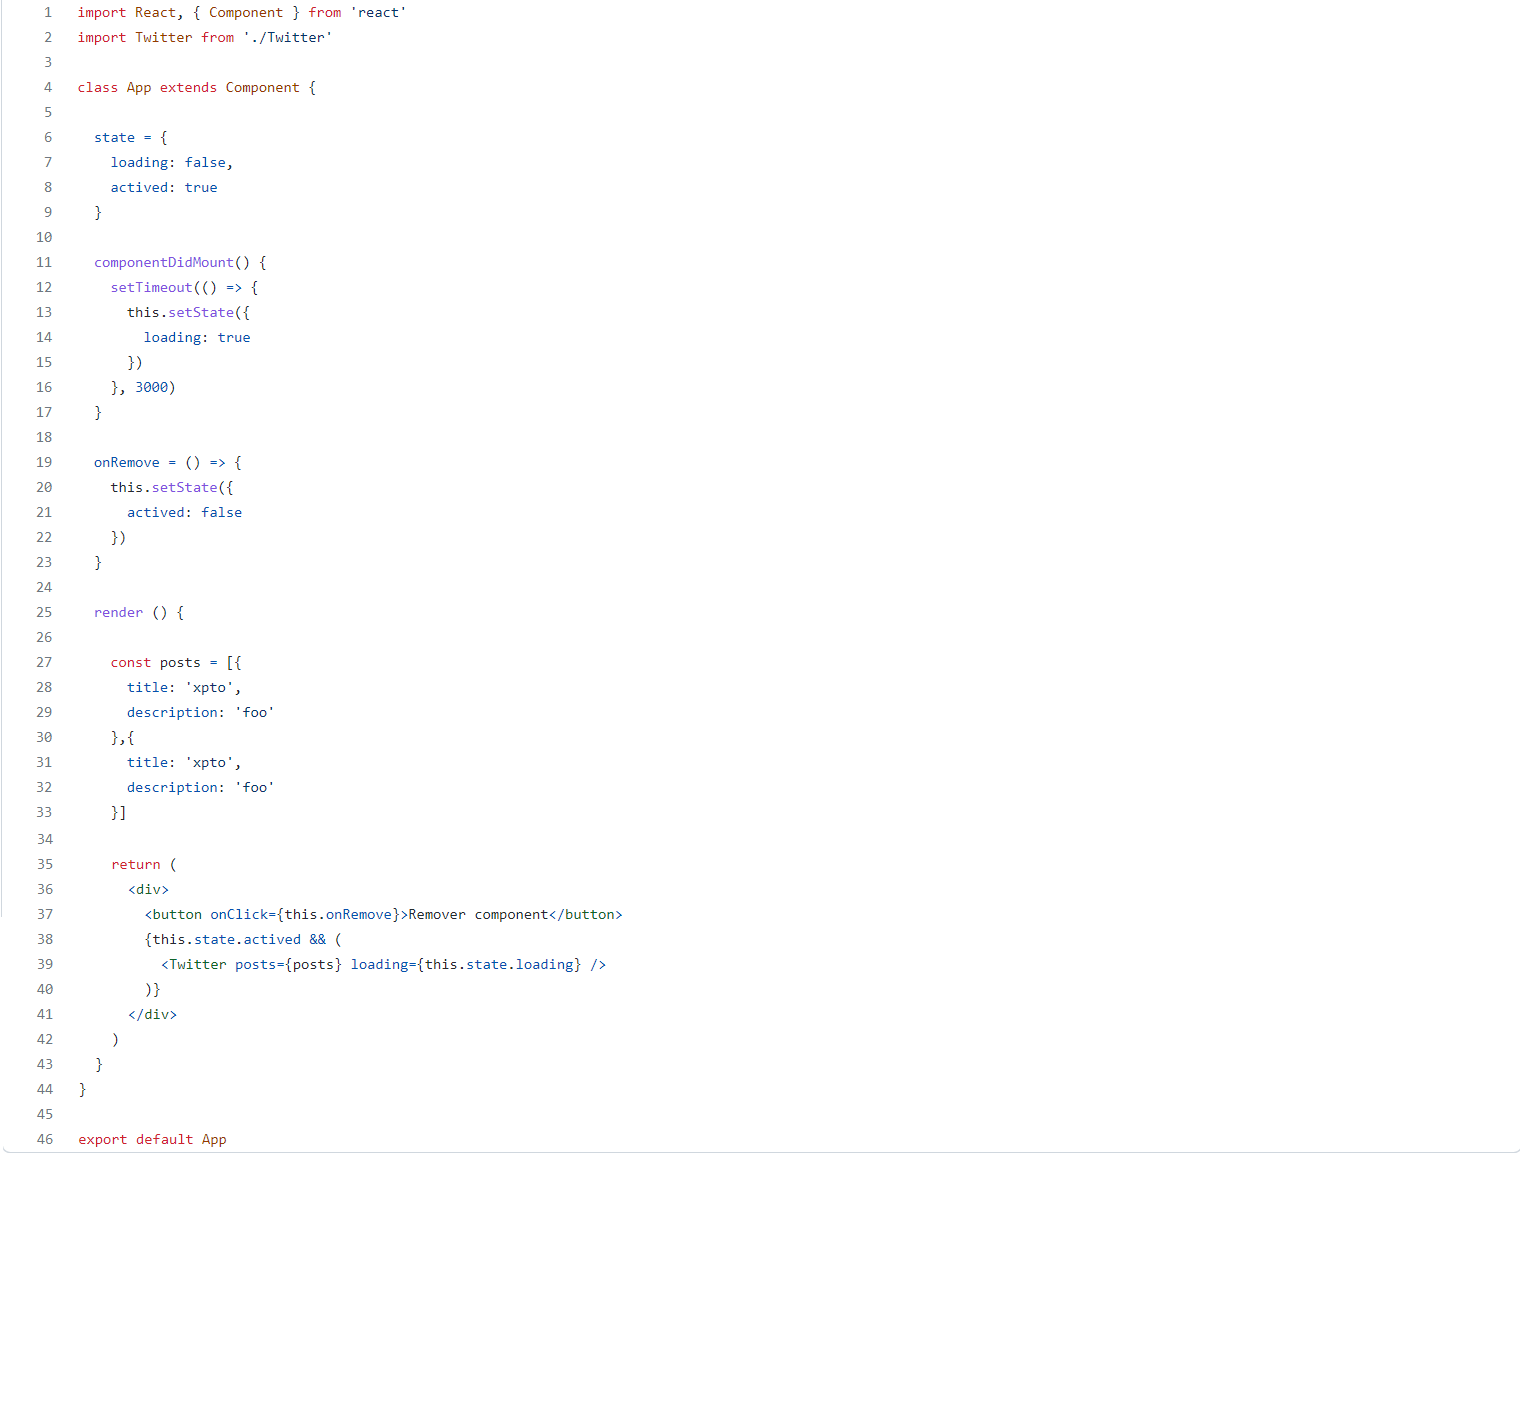 1 import React, { Component } from 'react'
2 import Twitter from './Twitter'
3
4 class App extends Component {
5
6   state = {
7     loading: false,
8     actived: true
9   }
10
11   componentDidMount() {
12     setTimeout(() => {
13       this.setState({
14         loading: true
15       })
16     }, 3000)
17   }
18
19   onRemove = () => {
20     this.setState({
21       actived: false
22     })
23   }
24
25   render () {
26
27     const posts = [{
28       title: 'xpto',
29       description: 'foo'
30     },{
31       title: 'xpto',
32       description: 'foo'
33     }]
34
35     return (
36       <div>
37         <button onClick={this.onRemove}>Remover component</button>
38         {this.state.actived && (
39           <Twitter posts={posts} loading={this.state.loading} />
40         )}
41       </div>
42     )
43   }
44 }
45
46 export default App